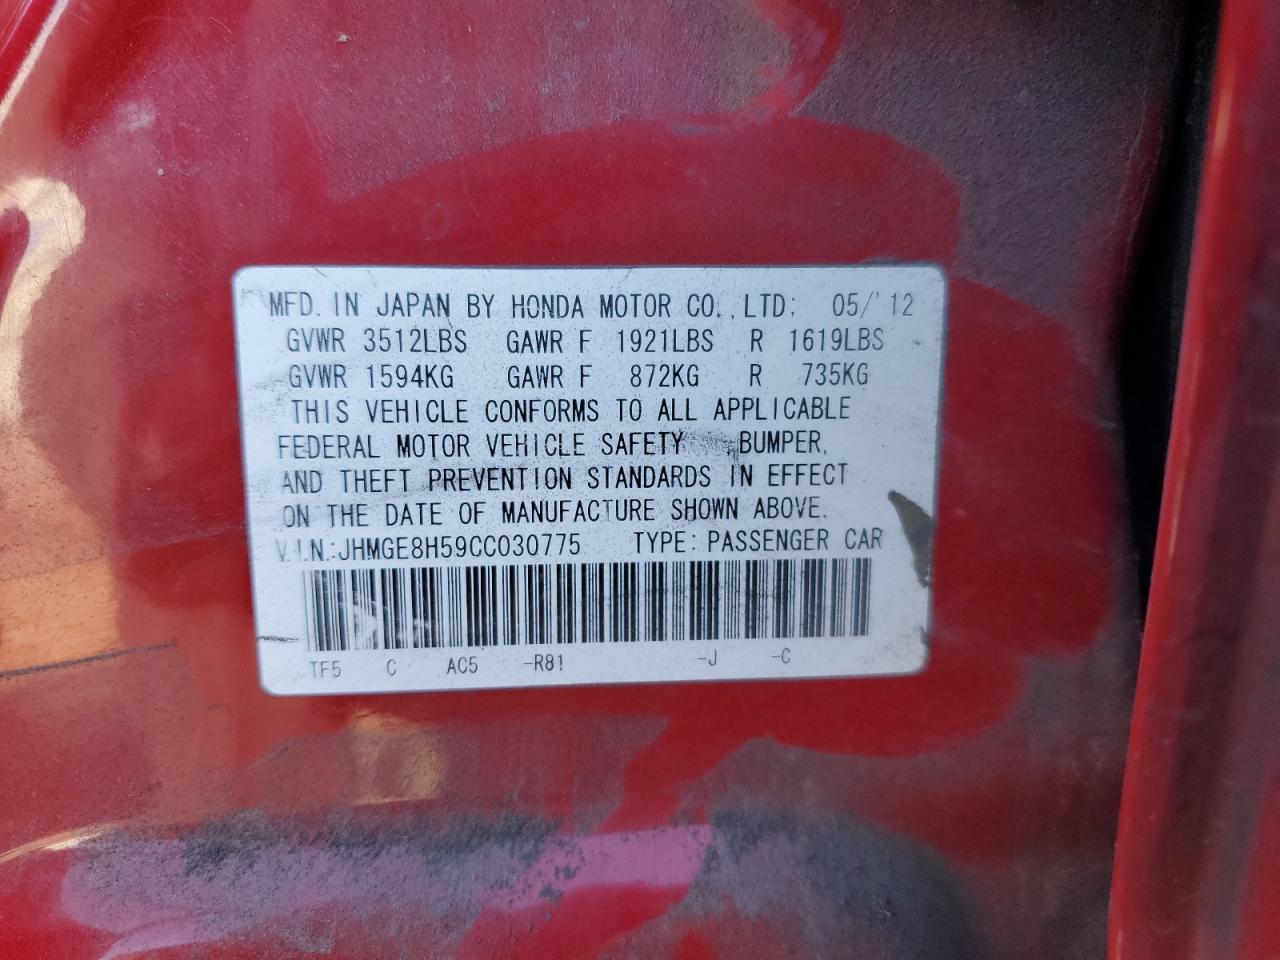 MFD. IN JAPAN BY HONDA MOTOR CO., LTD; 05/'12
GVWR 3512LBS GAWR F 1921LBS R 1619LBS
GVWR 1594KG GAWR F 872KG R 735KG
THIS VEHICLE CONFORMS TO ALL APPLICABLE
FEDERAL MOTOR VEHICLE SAFETY, BUMPER,
AND THEFT PREVENTION STANDARDS IN EFFECT
ON THE DATE OF MANUFACTURE SHOWN ABOVE.
V.I.N.:JHMGE8H59CC030775 TYPE: PASSENGER CAR
TF5 C AC5 -R81 -J -C